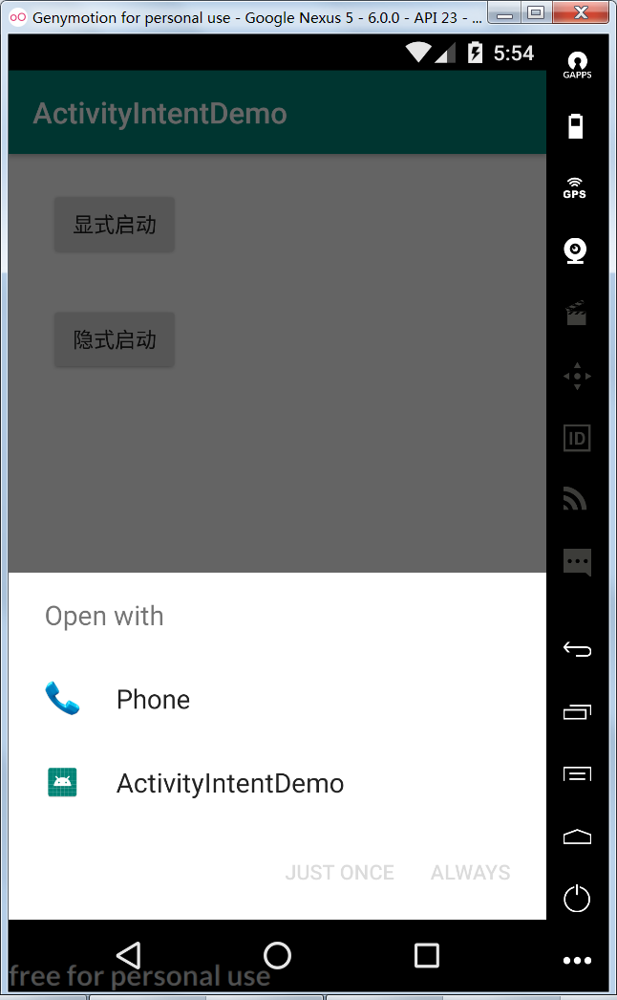 Genymotion for personal use - Google Nexus 5 - 6.0.0 - API 23 - ...
5:54
GAPPS
ActivityIntentDemo
GPS
显式启动
隐式启动
ID
Open with
Phone
ActivityIntentDemo
JUST ONCE ALWAYS
free for personal use